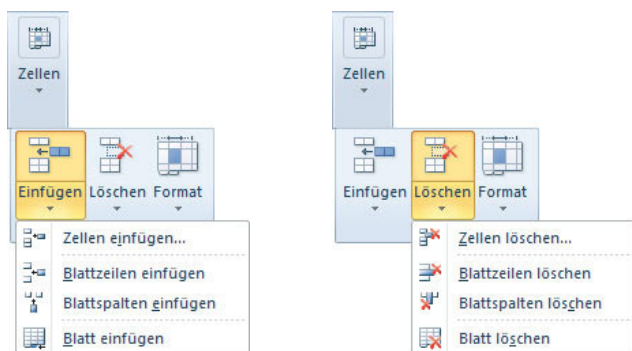 Zellen
Einfügen Löschen Format
Zellen einfügen...
Blattzeilen einfügen
Blattspalten einfügen
Blatt einfügen
Zellen
Einfügen Löschen Format
Zellen löschen...
Blattzeilen löschen
Blattspalten löschen
Blatt löschen